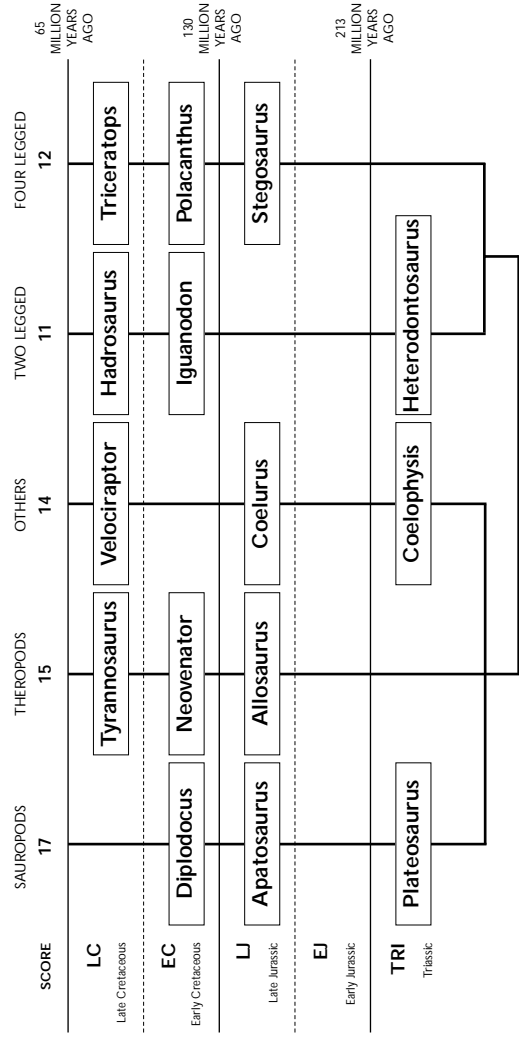 SAUROPODS
THEROPODS
OTHERS
TWO LEGGED
FOUR LEGGED
SCORE
17
15
14
11
12
65
MILLION
YEARS
AGO
LC
Late Cretaceous
Tyrannosaurus
Velociraptor
Hadrosaurus
Triceratops
EC
Early Cretaceous
Diplodocus
Neovenator
Iguanodon
Polacanthus
130
MILLION
YEARS
AGO
LJ
Late Jurassic
Apatosaurus
Allosaurus
Coelurus
Stegosaurus
EJ
Early Jurassic
213
MILLION
YEARS
AGO
TRI
Triassic
Plateosaurus
Coelophysis
Heterodontosaurus